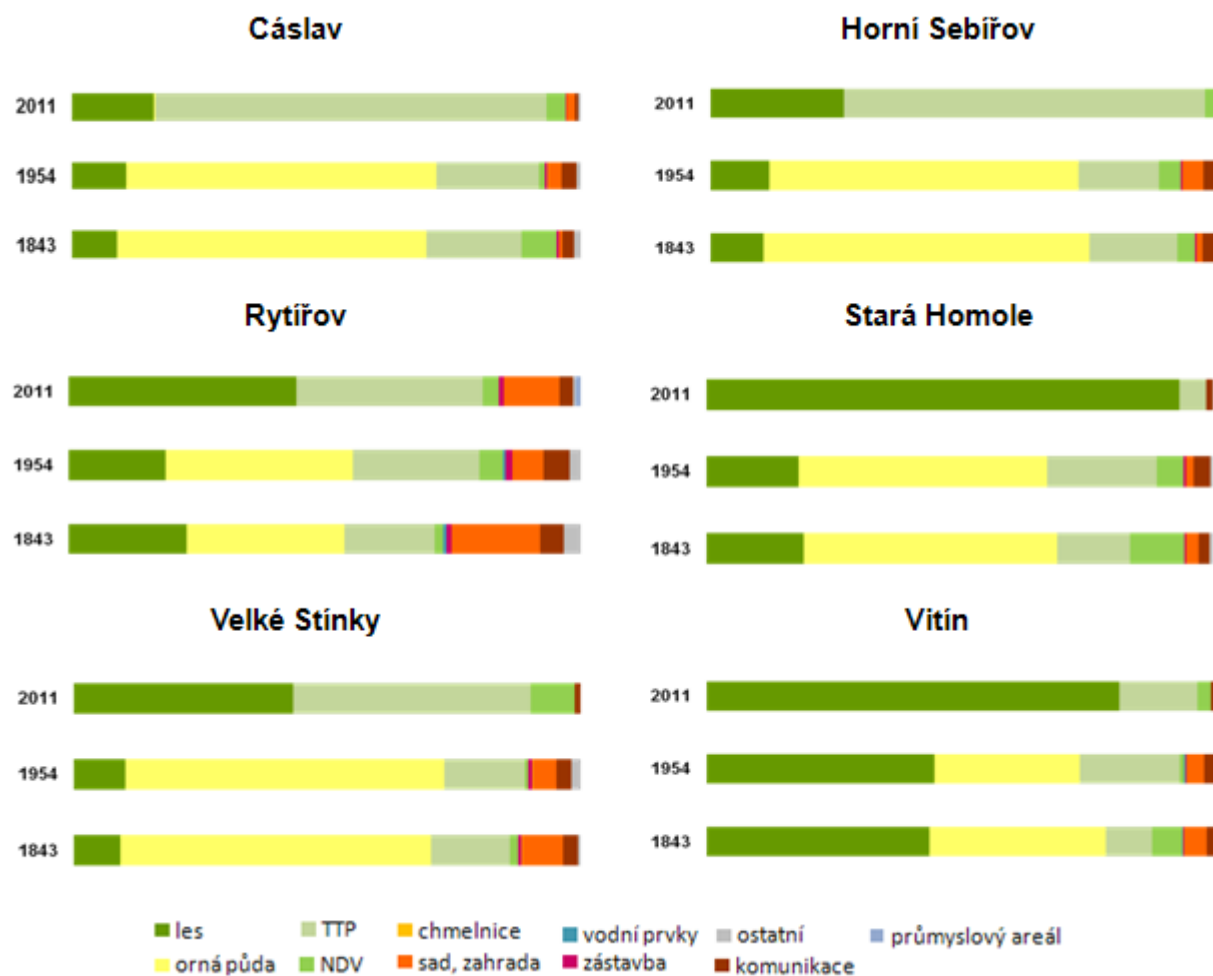 Cáslav
Horní Sebířov
2011
2011
1954
1954
1843
1843
Rytířov
Stará Homole
2011
2011
1954
1954
1843
1843
Velké Stínky
Vitín
2011
2011
1954
1954
1843
1843
les TTP chmelnice vodní prvky ostatní průmyslový areál
orná půda NDV sad, zahrada zástavba komunikace